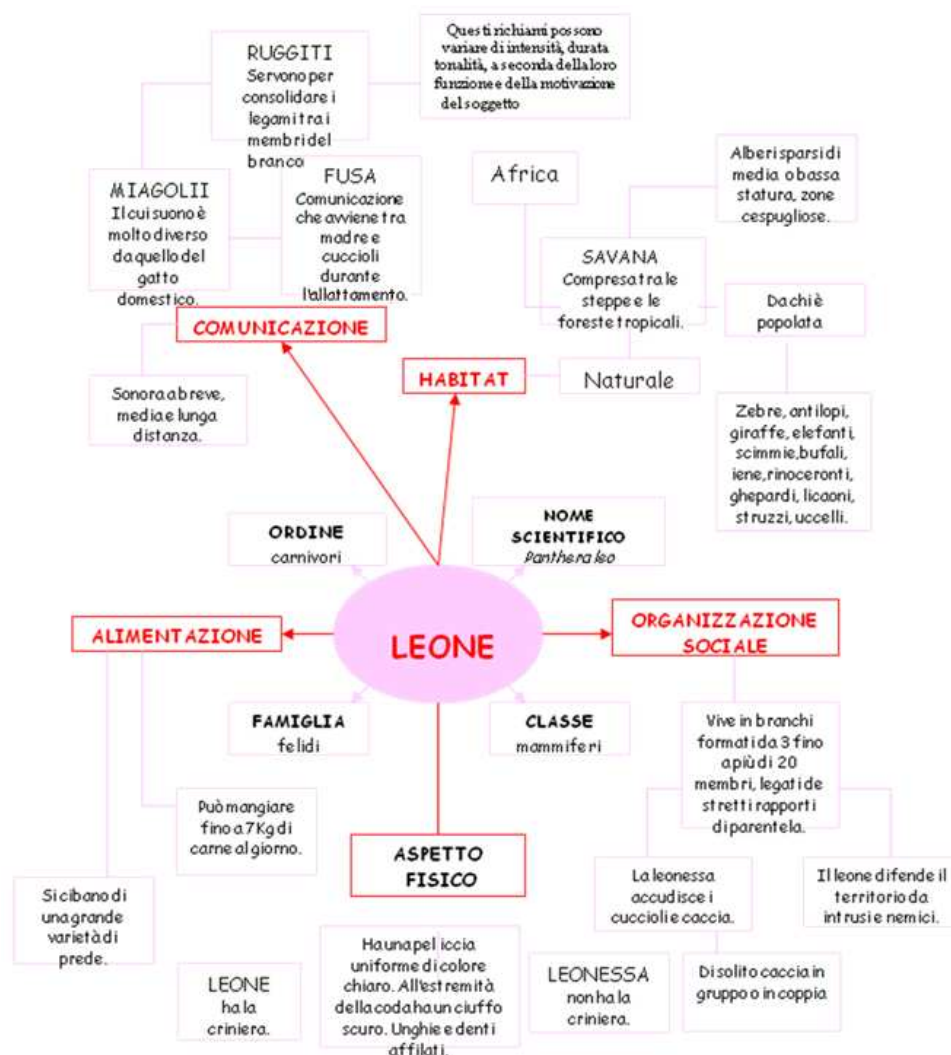 RUGGITI
Servono per
consolidare i
legami tra i
membri del
branco
Questi richiami possono
variare di intensità, durata
tonalità, a seconda della loro
funzione e della motivazione
del soggetto
MIAGOLII
Il cui suono è
molto diverso
da quello del
gatto
domestico.
FUSA
Comunicazione
che avviene tra
madre e
cuccioli
durante
l'allattamento.
Africa
Alberi sparsi di
media o bassa
statura, zone
cespugliose.
SAVANA
Compresa tra le
steppe e le
foreste tropicali.
Da chi è
popolata
COMUNICAZIONE
HABITAT
Naturale
Sonora a breve,
media e lunga
distanza.
Zebre, antilopi,
giraffe, elefanti,
scimmie, bufali,
iene, rinoceronti,
ghepardi, licaoni,
struzzi, uccelli.
ORDINE
carnivori
NOME
SCIENTIFICO
Panthera leo
ALIMENTAZIONE
LEONE
ORGANIZZAZIONE
SOCIALE
FAMIGLIA
felidi
CLASSE
mammiferi
Vive in branchi
formati da 3 fino
a più di 20
membri, legati de
stretti rapporti
di parentela.
Può mangiare
fino a 7Kg di
carne al giorno.
ASPETTO
FISICO
La leonessa
accudisce i
cuccioli e caccia.
Il leone difende il
territorio da
intrusi e nemici.
Si cibano di
una grande
varietà di
prede.
LEONE
ha la
criniera.
Ha una pelliccia
uniforme di colore
chiaro. All'estremità
della coda ha un ciuffo
scuro. Unghie e denti
affilati.
LEONESSA
non ha la
criniera.
Di solito caccia in
gruppo o in coppia